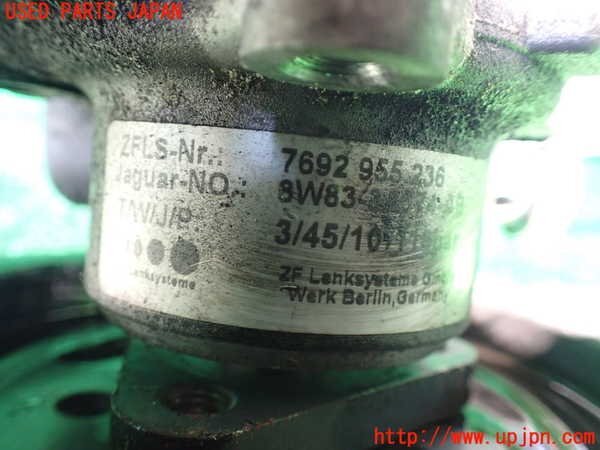 USED PARTS JAPAN
ZFLS-Nr.: 7692 955 236
Jaguar-NO.: 8W83-
T/W/J/P: 3/45/10/
Lenksysteme
ZF Lenksysteme
Werk Berlin,Germany
http://www.upjpn.com/